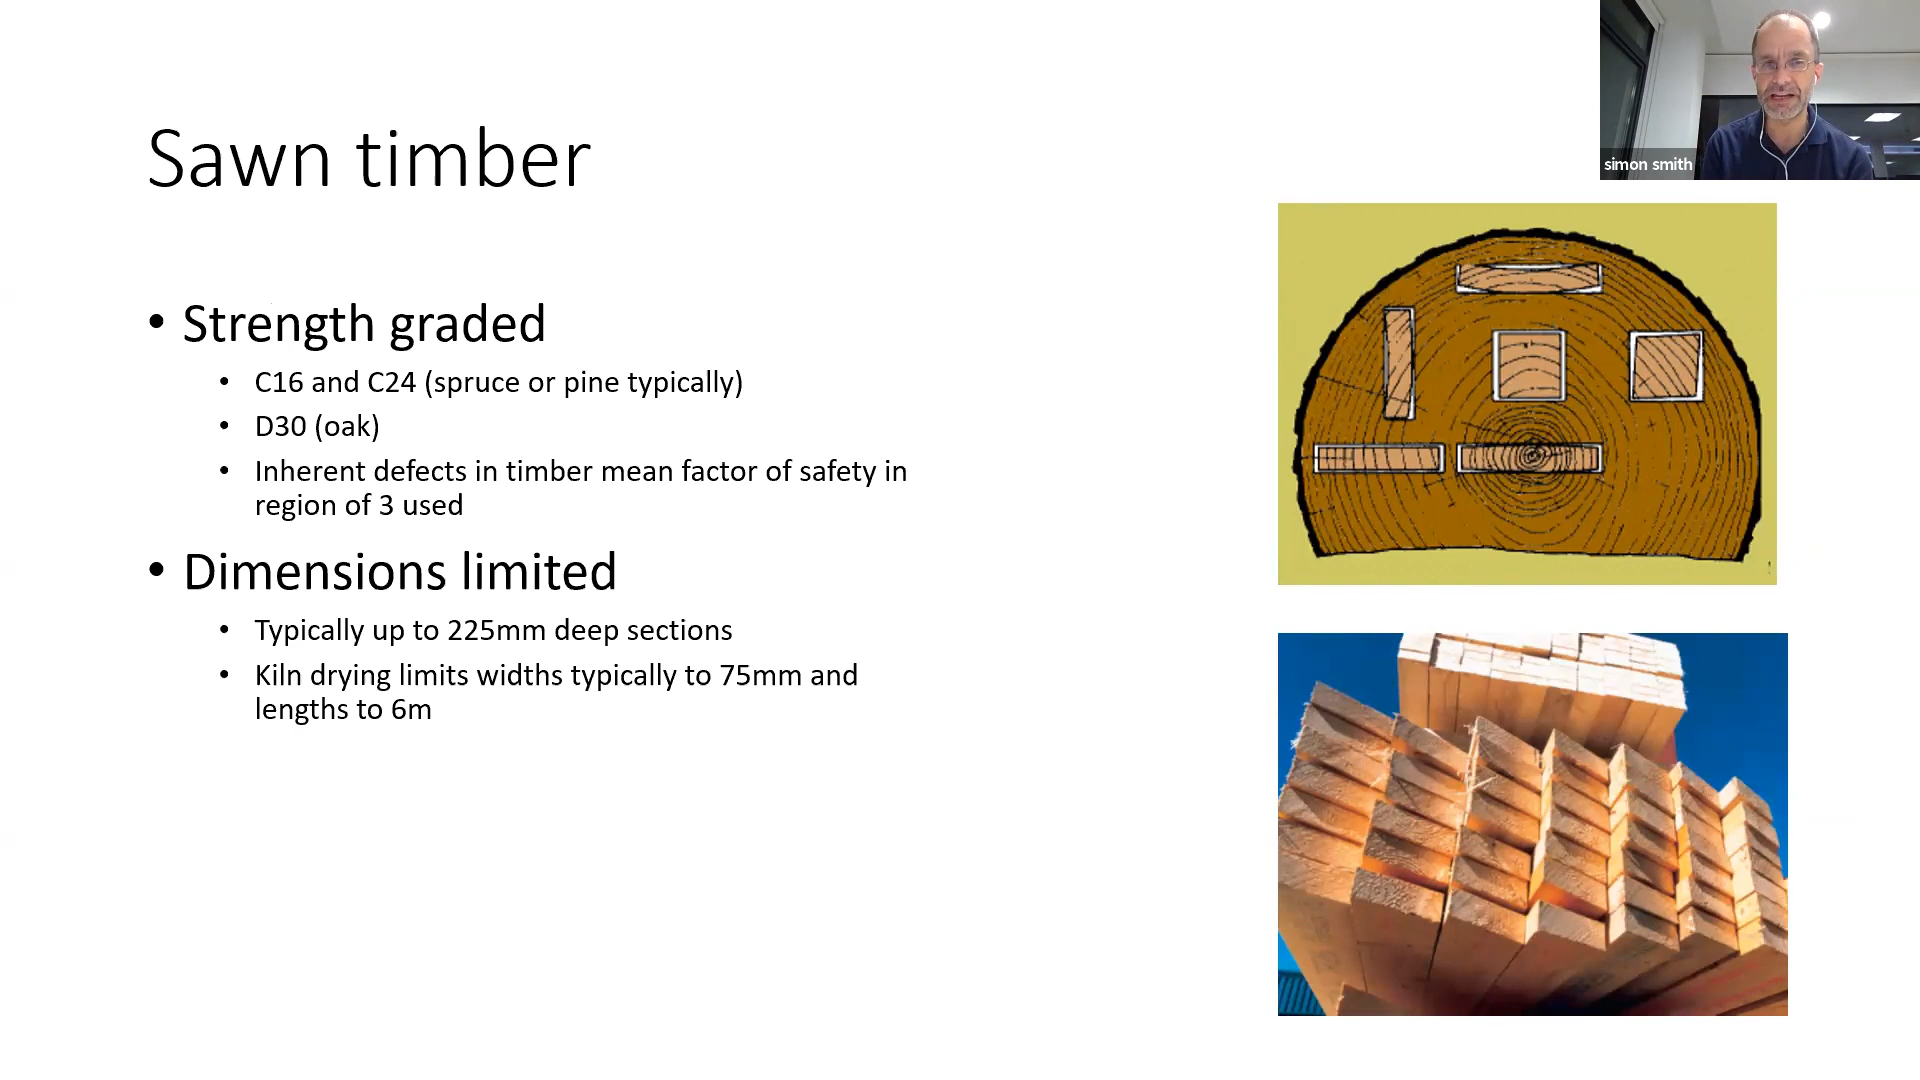 simon smith
Sawn timber
• Strength graded
• C16 and C24 (spruce or pine typically)
• D30 (oak)
• Inherent defects in timber mean factor of safety in
region of 3 used
• Dimensions limited
• Typically up to 225mm deep sections
• Kiln drying limits widths typically to 75mm and
lengths to 6m